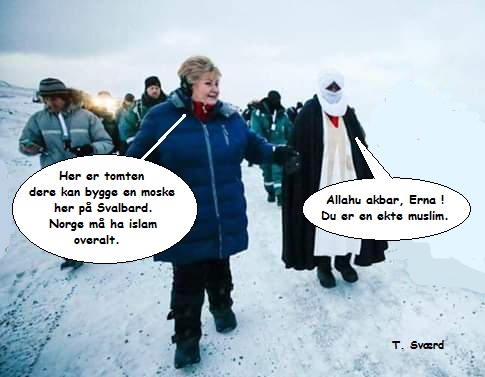 Her er tomten
dere kan bygge en moske
her på Svalbard.
Norge må ha islam
overalt.
Allahu akbar, Erna !
Du er en ekte muslim.
T. Sværd